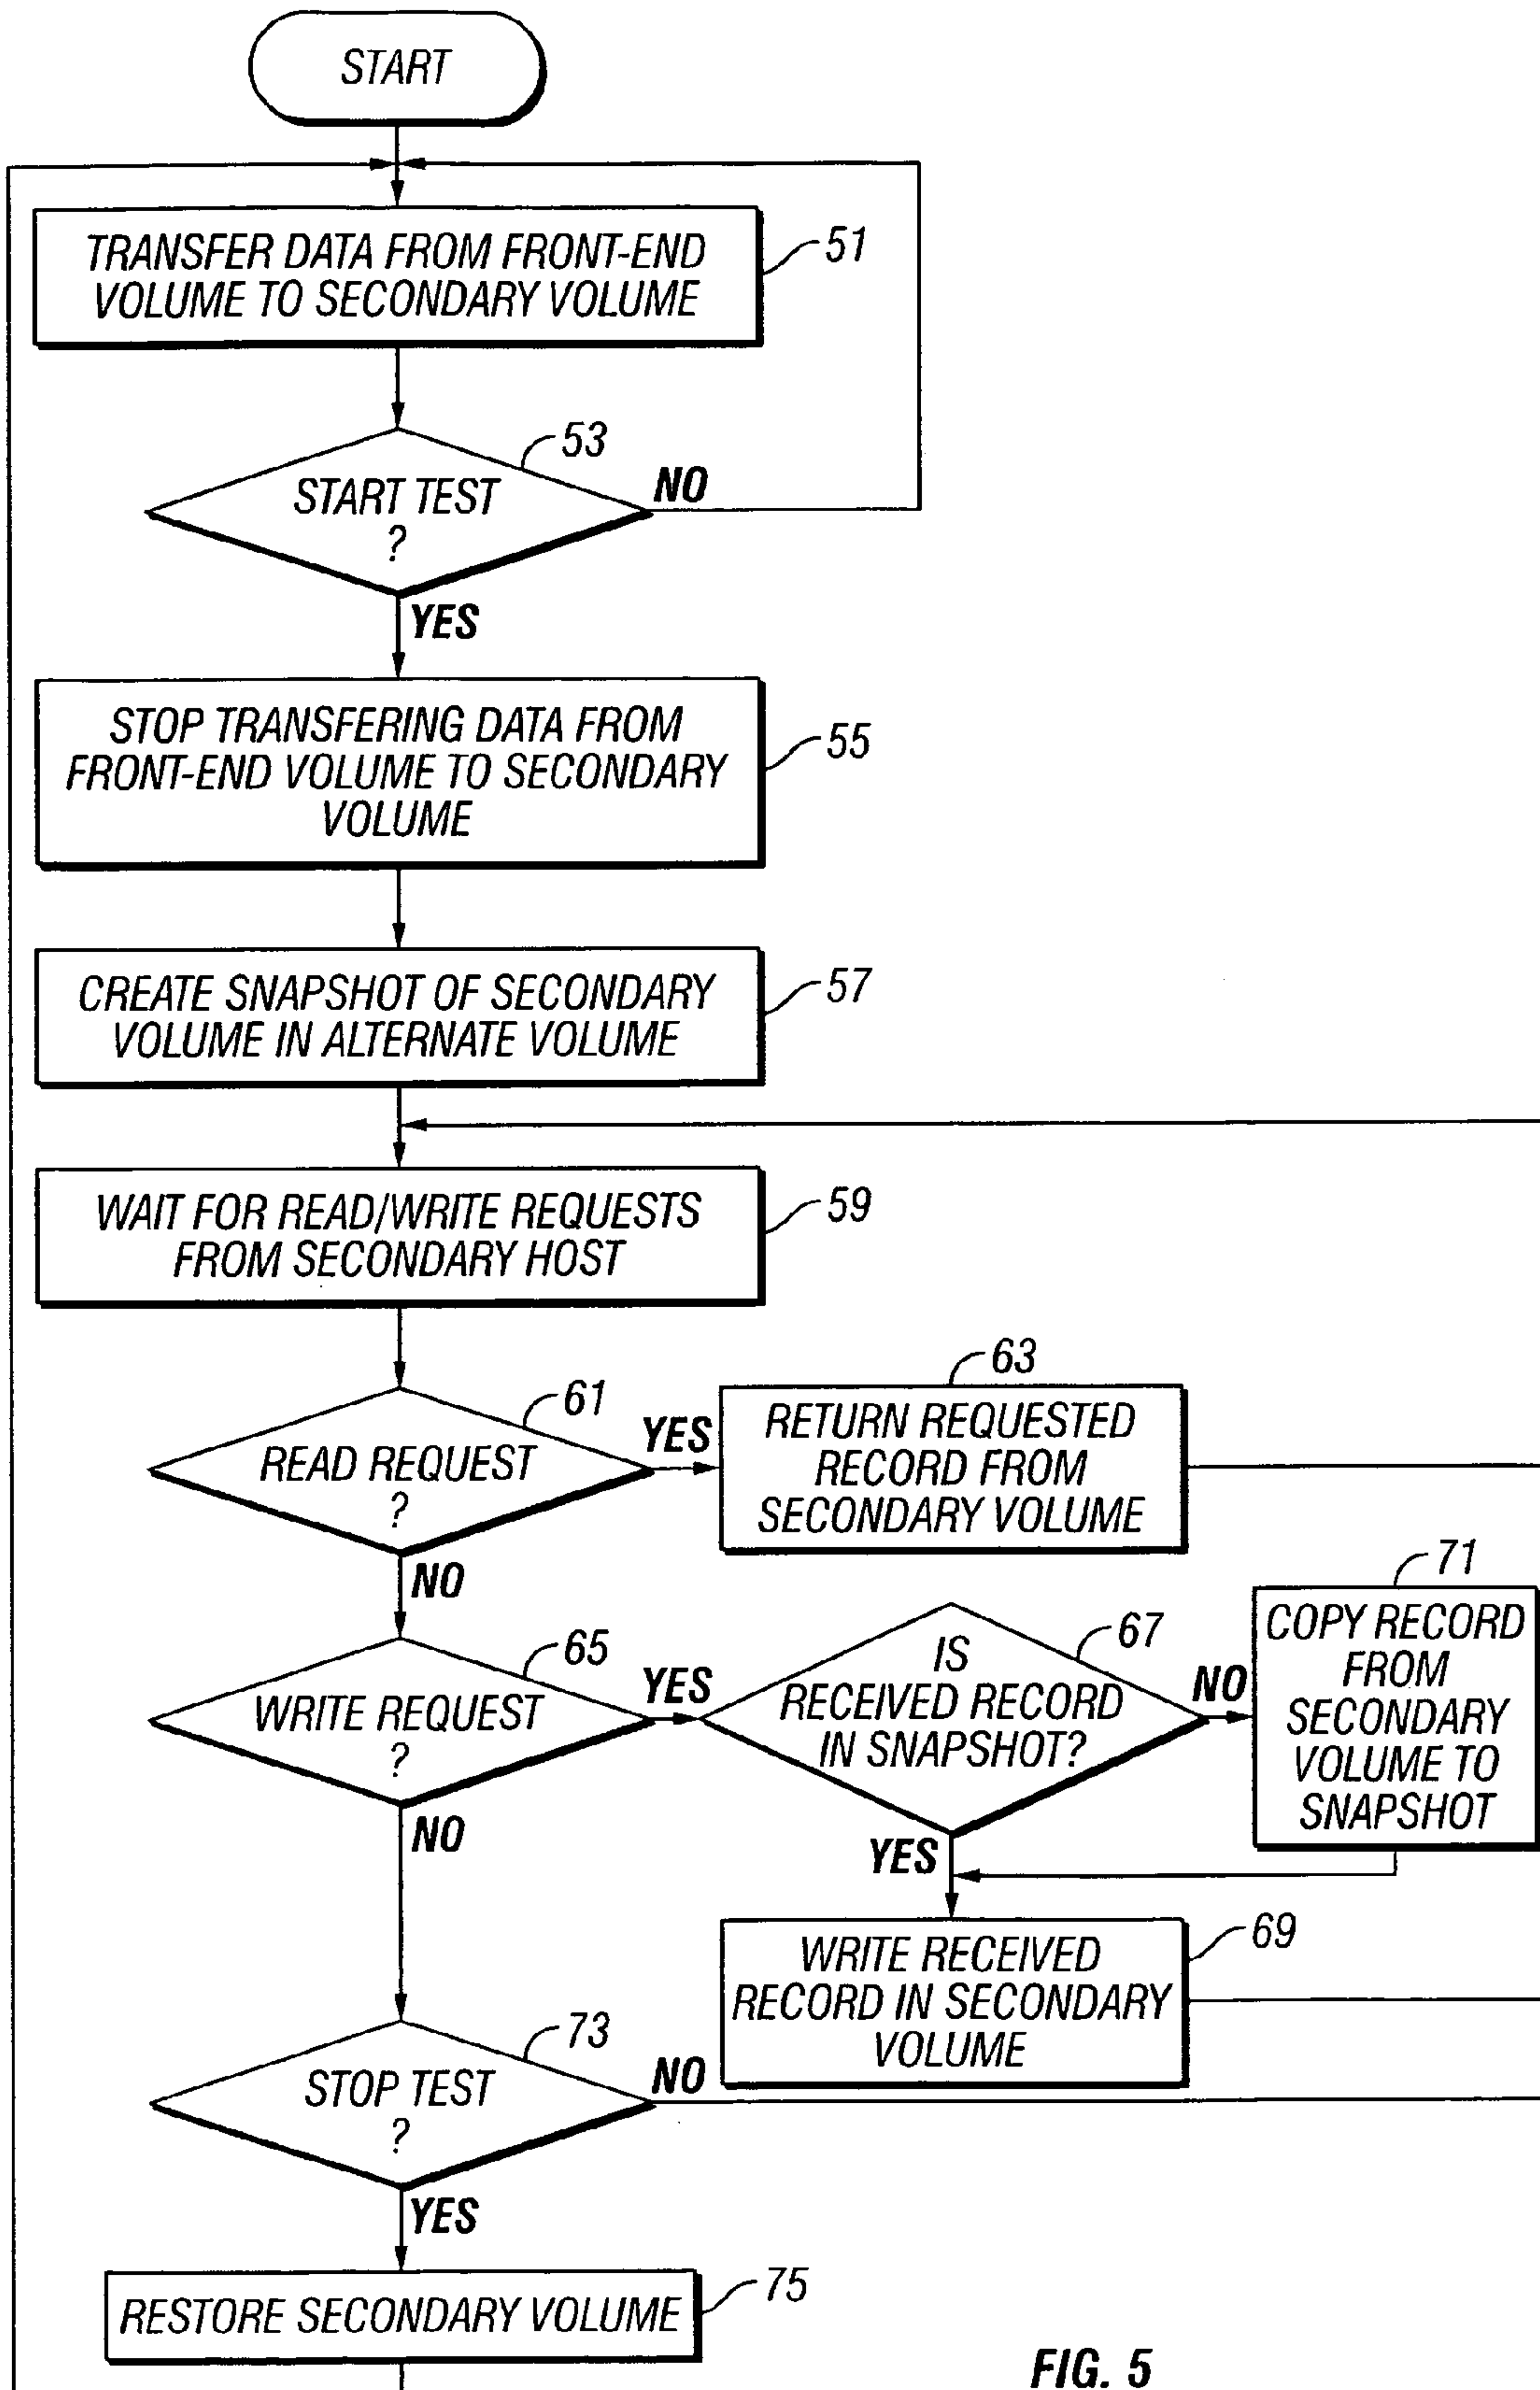 START
TRANSFER DATA FROM FRONT-END
VOLUME TO SECONDARY VOLUME
51
53
START TEST
?
NO
YES
STOP TRANSFERING DATA FROM
FRONT-END VOLUME TO SECONDARY
VOLUME
55
CREATE SNAPSHOT OF SECONDARY
VOLUME IN ALTERNATE VOLUME
57
WAIT FOR READ/WRITE REQUESTS
FROM SECONDARY HOST
59
61
READ REQUEST
?
YES
NO
63
RETURN REQUESTED
RECORD FROM
SECONDARY VOLUME
65
WRITE REQUEST
?
YES
NO
67
IS
RECEIVED RECORD
IN SNAPSHOT?
NO
YES
71
COPY RECORD
FROM
SECONDARY
VOLUME TO
SNAPSHOT
69
WRITE RECEIVED
RECORD IN SECONDARY
VOLUME
73
STOP TEST
?
NO
YES
75
RESTORE SECONDARY VOLUME
FIG. 5